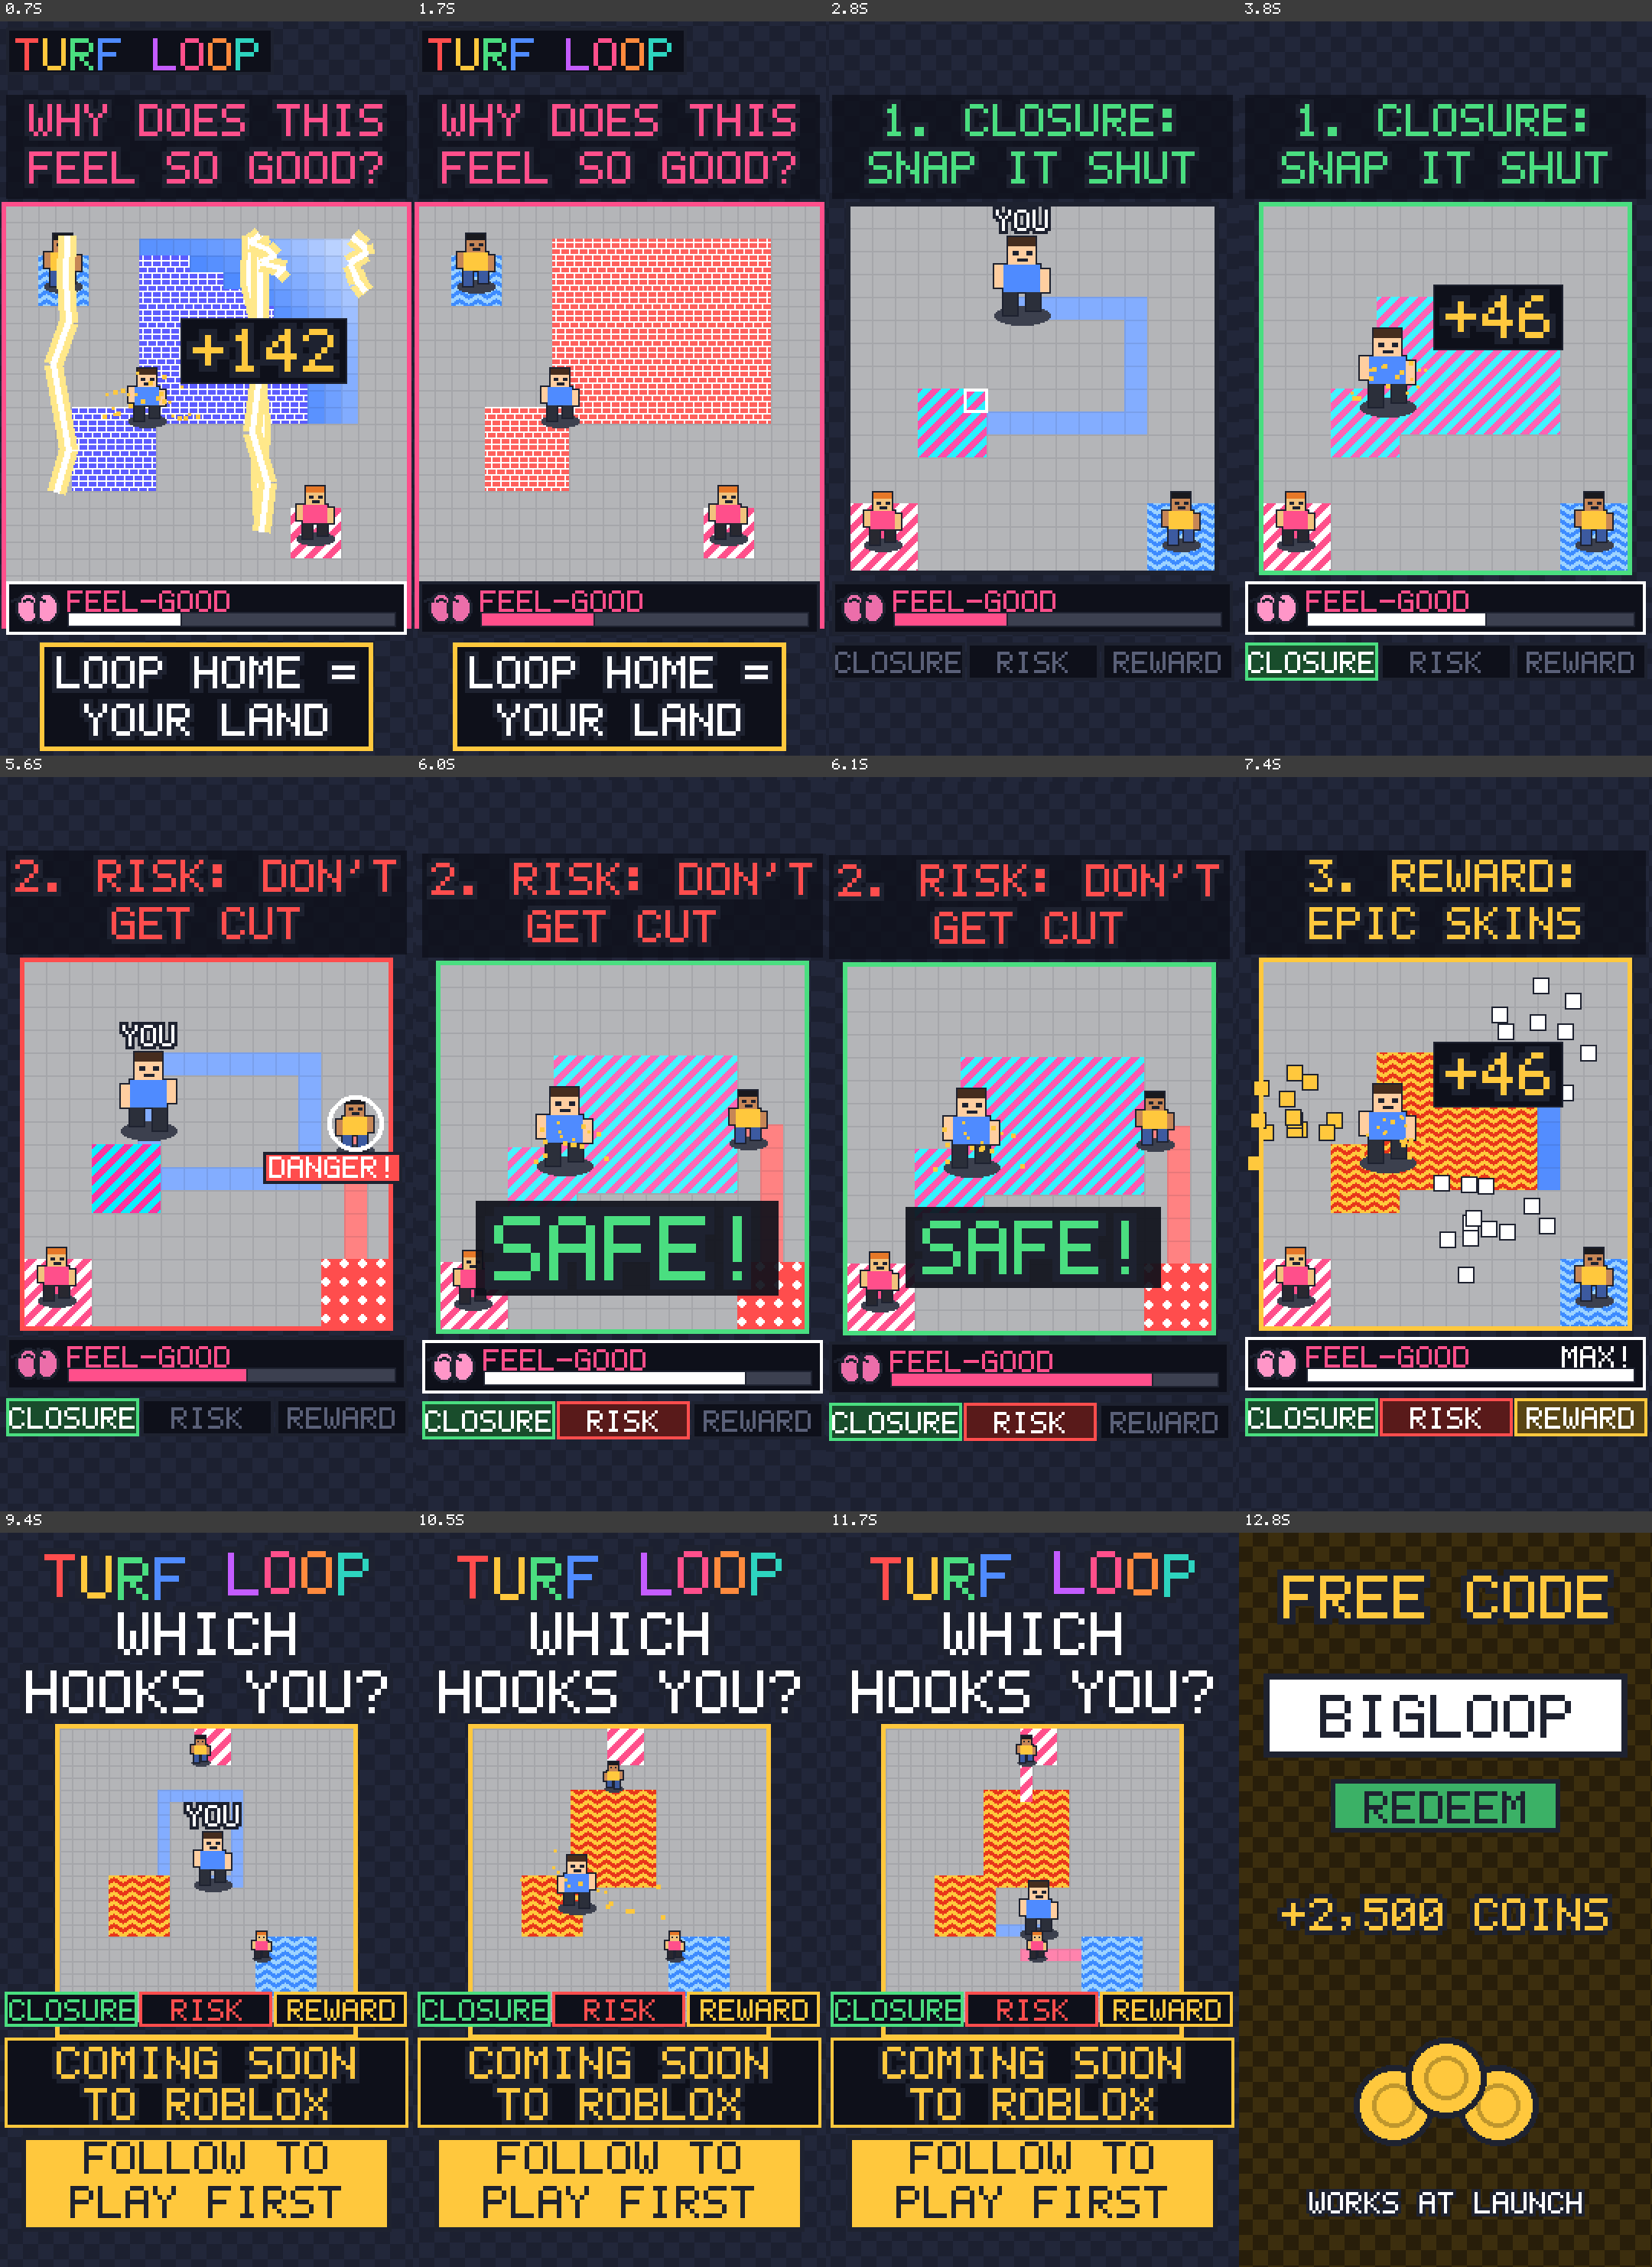 0.7S
TURF LOOP
WHY DOES THIS
FEEL SO GOOD?
+142
FEEL-GOOD
LOOP HOME =
YOUR LAND
1.7S
TURF LOOP
WHY DOES THIS
FEEL SO GOOD?
FEEL-GOOD
LOOP HOME =
YOUR LAND
2.8S
1. CLOSURE:
SNAP IT SHUT
YOU
FEEL-GOOD
CLOSURE RISK REWARD
3.8S
1. CLOSURE:
SNAP IT SHUT
+46
FEEL-GOOD
CLOSURE RISK REWARD
5.6S
2. RISK: DON'T
GET CUT
YOU
DANGER!
FEEL-GOOD
CLOSURE RISK REWARD
6.0S
2. RISK: DON'T
GET CUT
SAFE!
FEEL-GOOD
CLOSURE RISK REWARD
6.1S
2. RISK: DON'T
GET CUT
SAFE!
FEEL-GOOD
CLOSURE RISK REWARD
7.4S
3. REWARD:
EPIC SKINS
+46
FEEL-GOOD MAX!
CLOSURE RISK REWARD
9.4S
TURF LOOP
WHICH
HOOKS YOU?
YOU
CLOSURE RISK REWARD
COMING SOON
TO ROBLOX
FOLLOW TO
PLAY FIRST
10.5S
TURF LOOP
WHICH
HOOKS YOU?
CLOSURE RISK REWARD
COMING SOON
TO ROBLOX
FOLLOW TO
PLAY FIRST
11.7S
TURF LOOP
WHICH
HOOKS YOU?
CLOSURE RISK REWARD
COMING SOON
TO ROBLOX
FOLLOW TO
PLAY FIRST
12.8S
FREE CODE
BIGLOOP
REDEEM
+2,500 COINS
WORKS AT LAUNCH